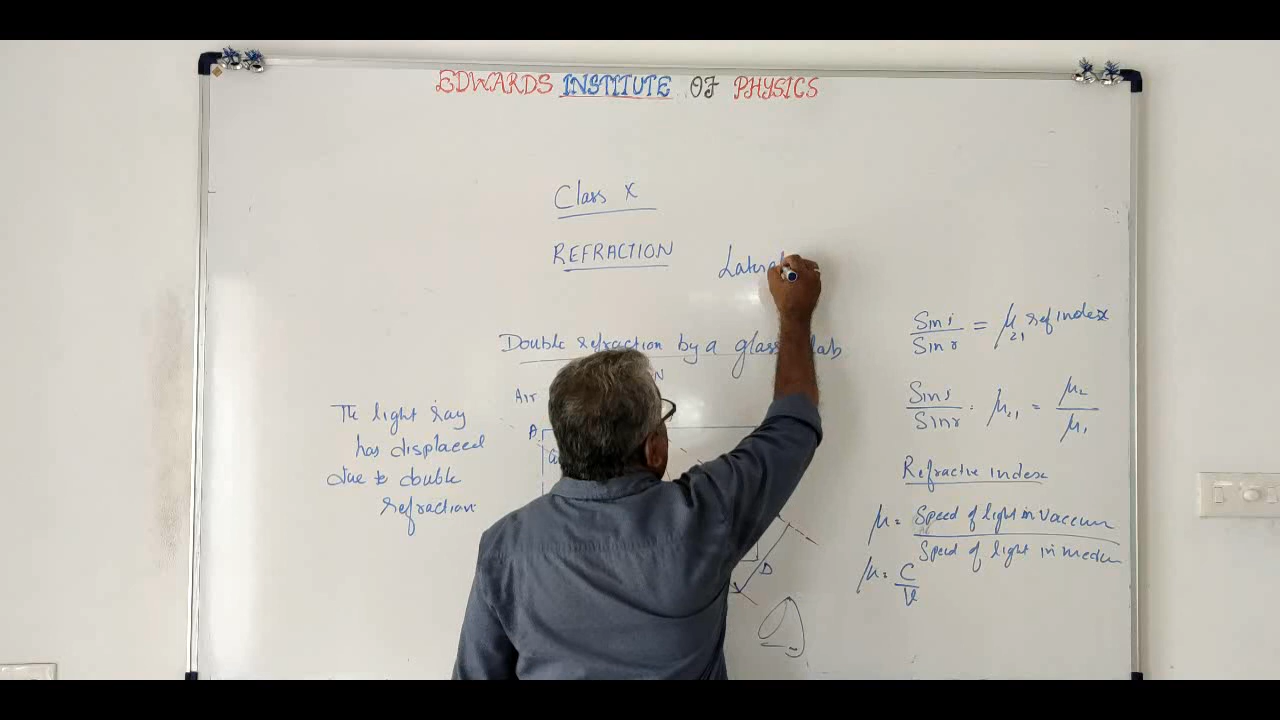 EDWARDS INSTITUTE OF PHYSICS
Class X
REFRACTION
Lateral
Double refraction by a glass slab
Air
N
A
The light ray
has displaced
due to double
refraction
D
Sin i / Sin r = μ21 ref index
Sin i / Sin r = μ21 = μ2 / μ1
Refractive index
μ = Speed of light in vaccum / Speed of light in medium
μ = C / V